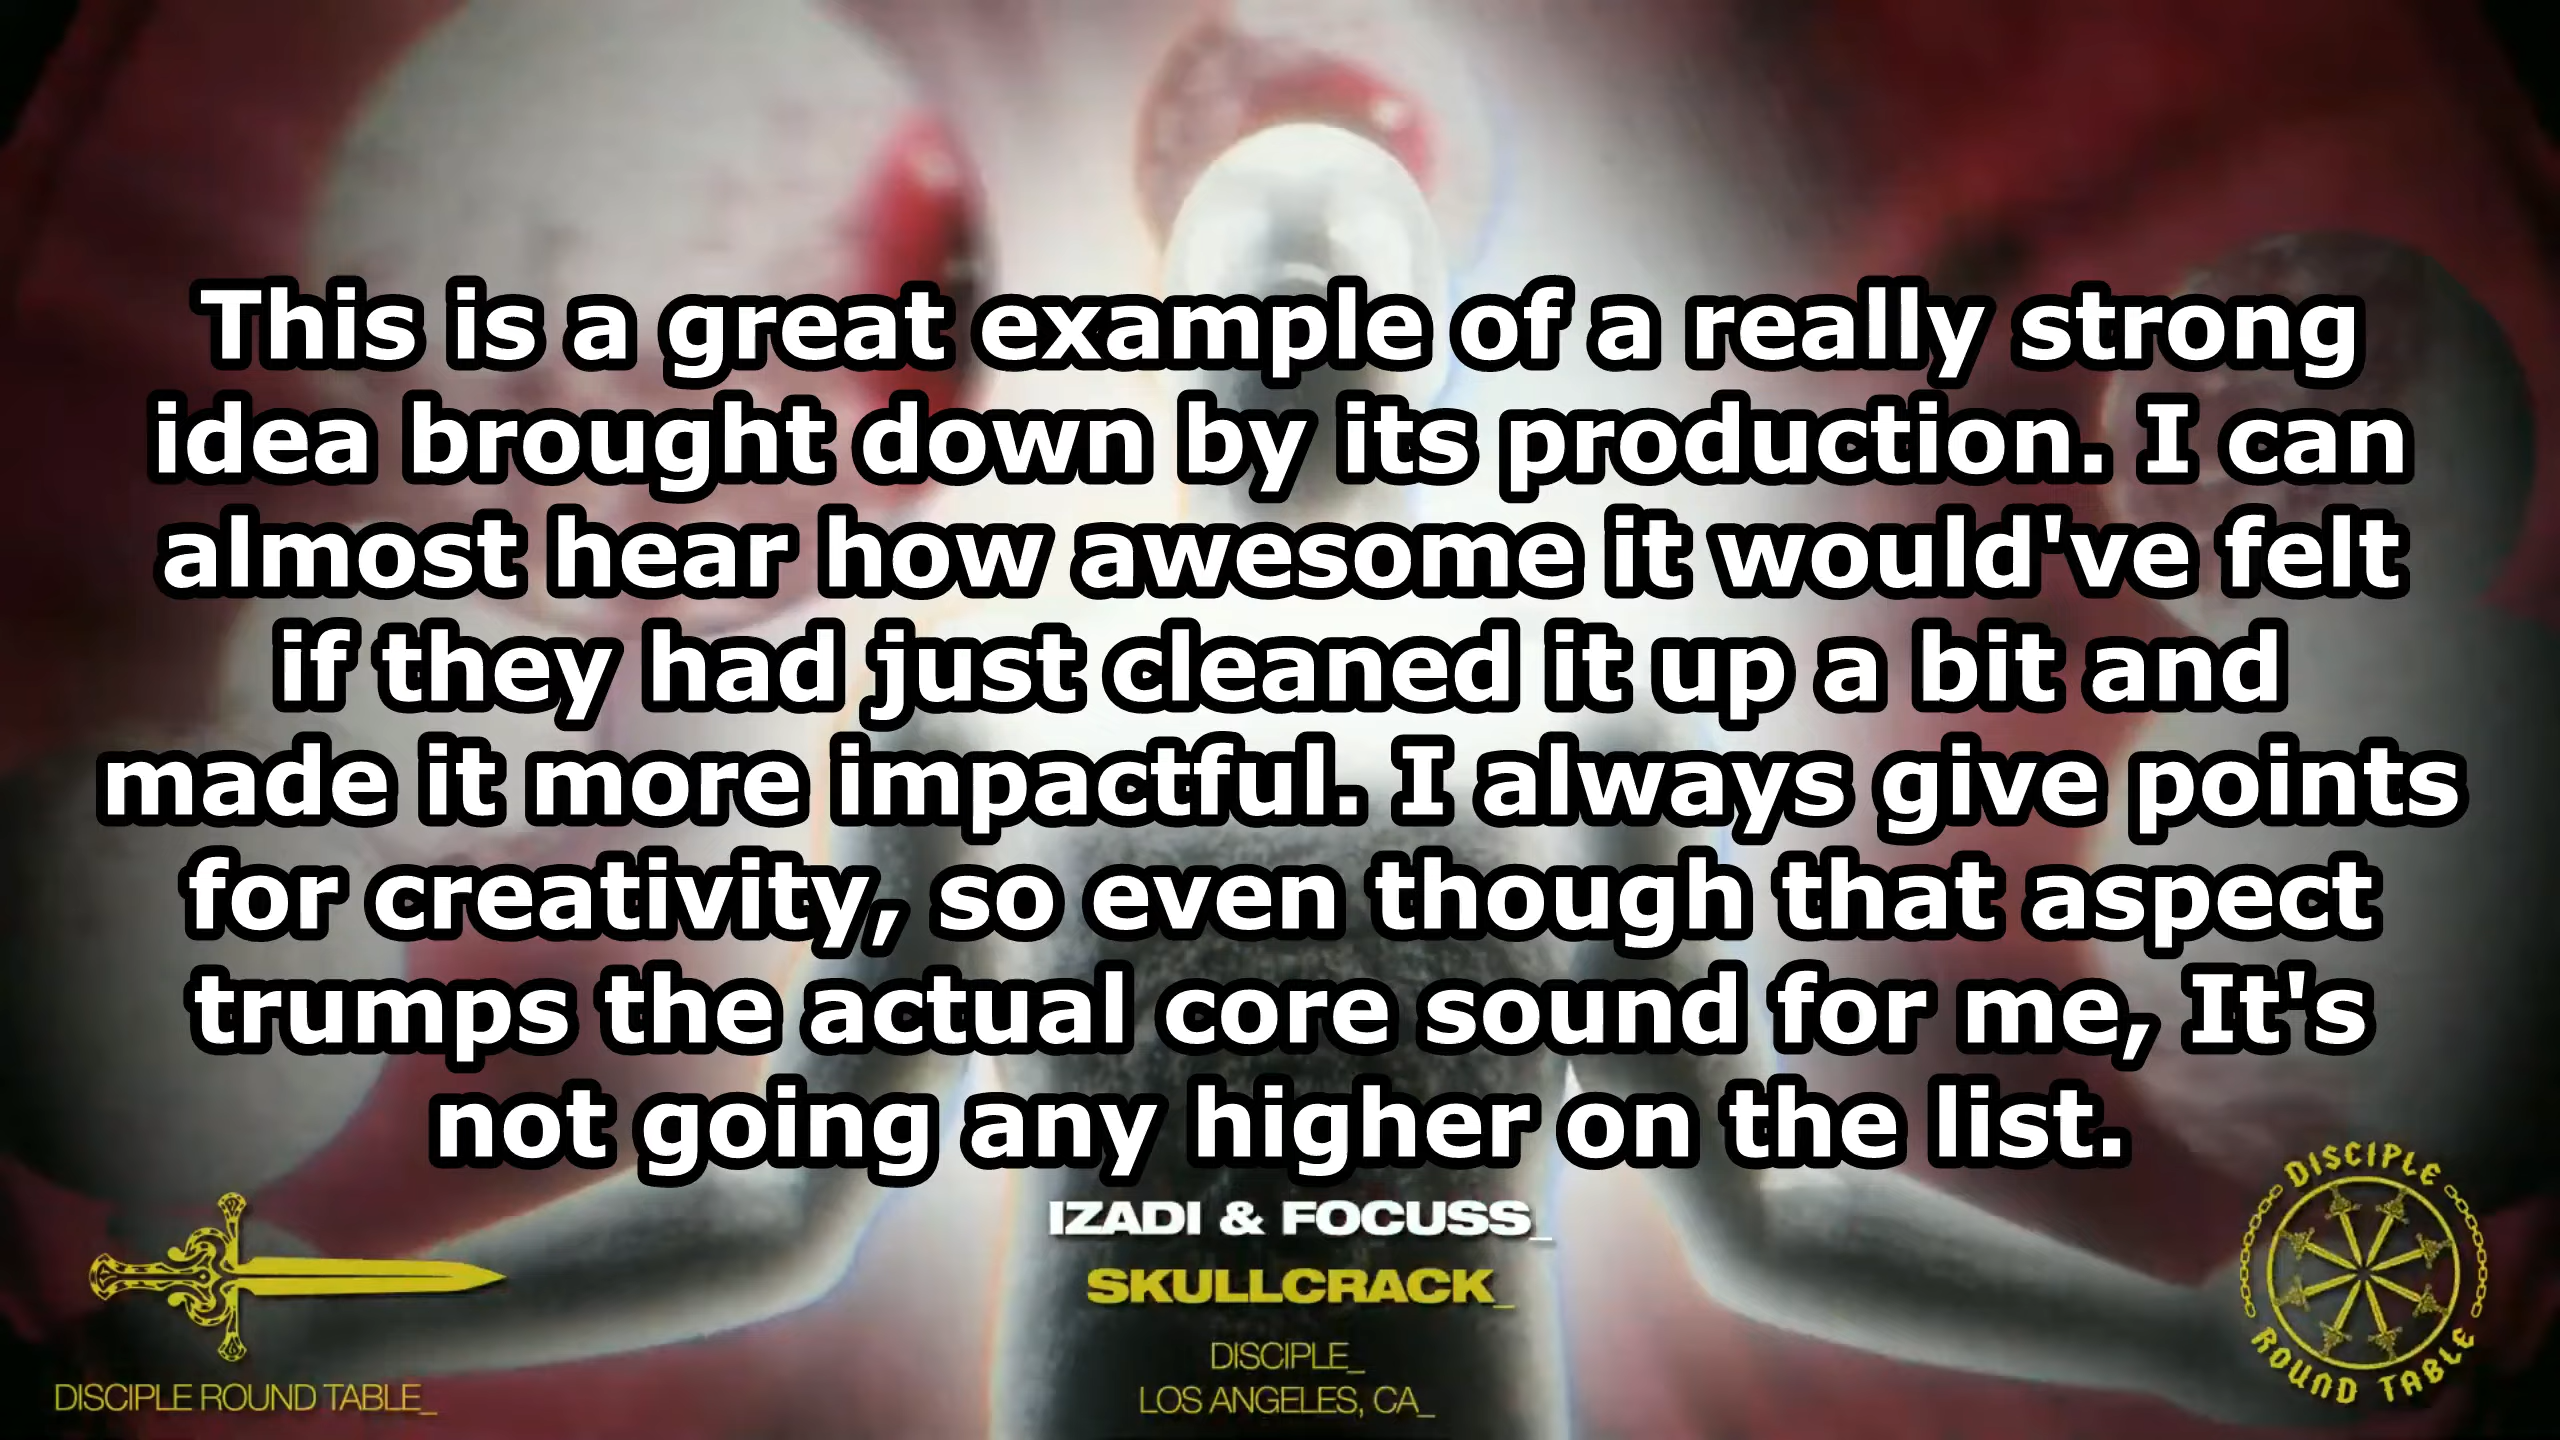 This is a great example of a really strong
idea brought down by its production. I can
almost hear how awesome it would've felt
if they had just cleaned it up a bit and
made it more impactful. I always give points
for creativity, so even though that aspect
trumps the actual core sound for me, It's
not going any higher on the list.
IZADI & FOCUSS_
SKULLCRACK_
DISCIPLE_
LOS ANGELES, CA_
DISCIPLE ROUND TABLE_
DISCIPLE
ROUND TABLE